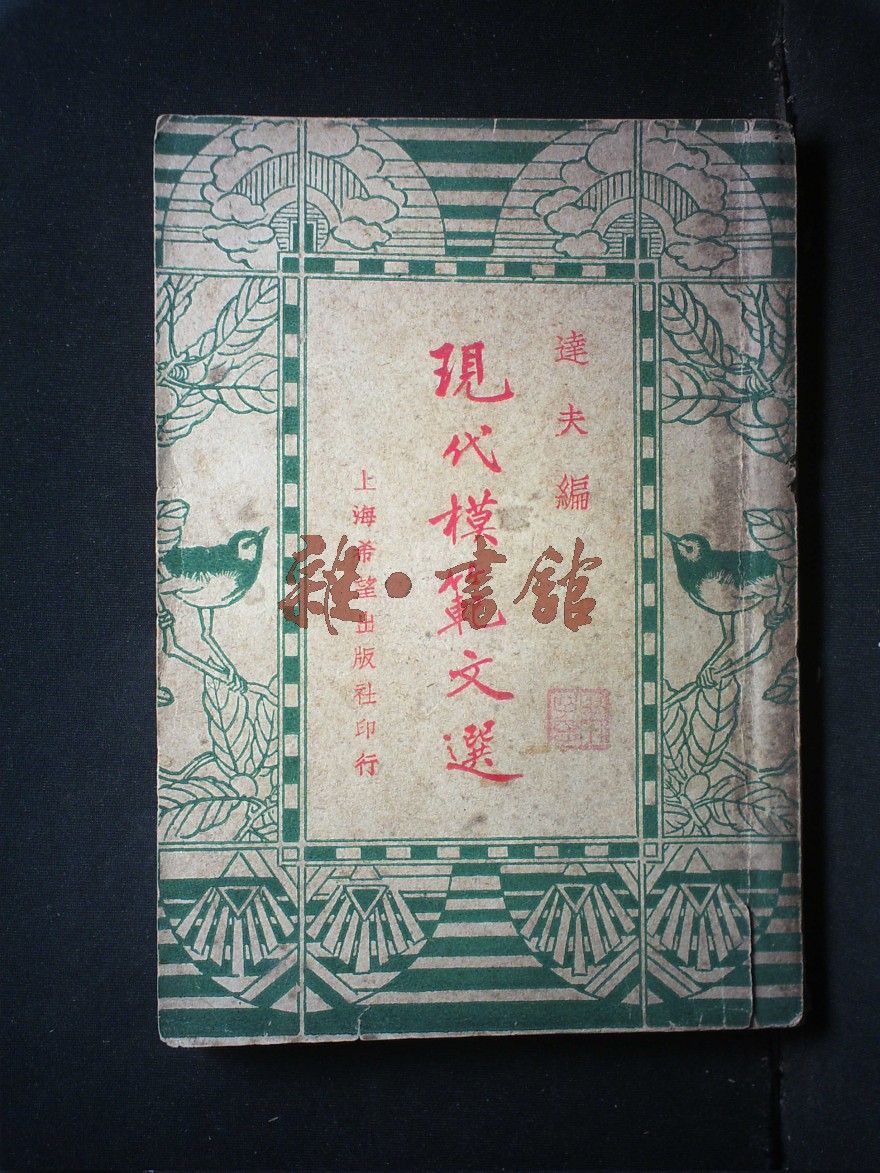 達夫編
現代模範文選
上海希望出版社印行
雜·書館